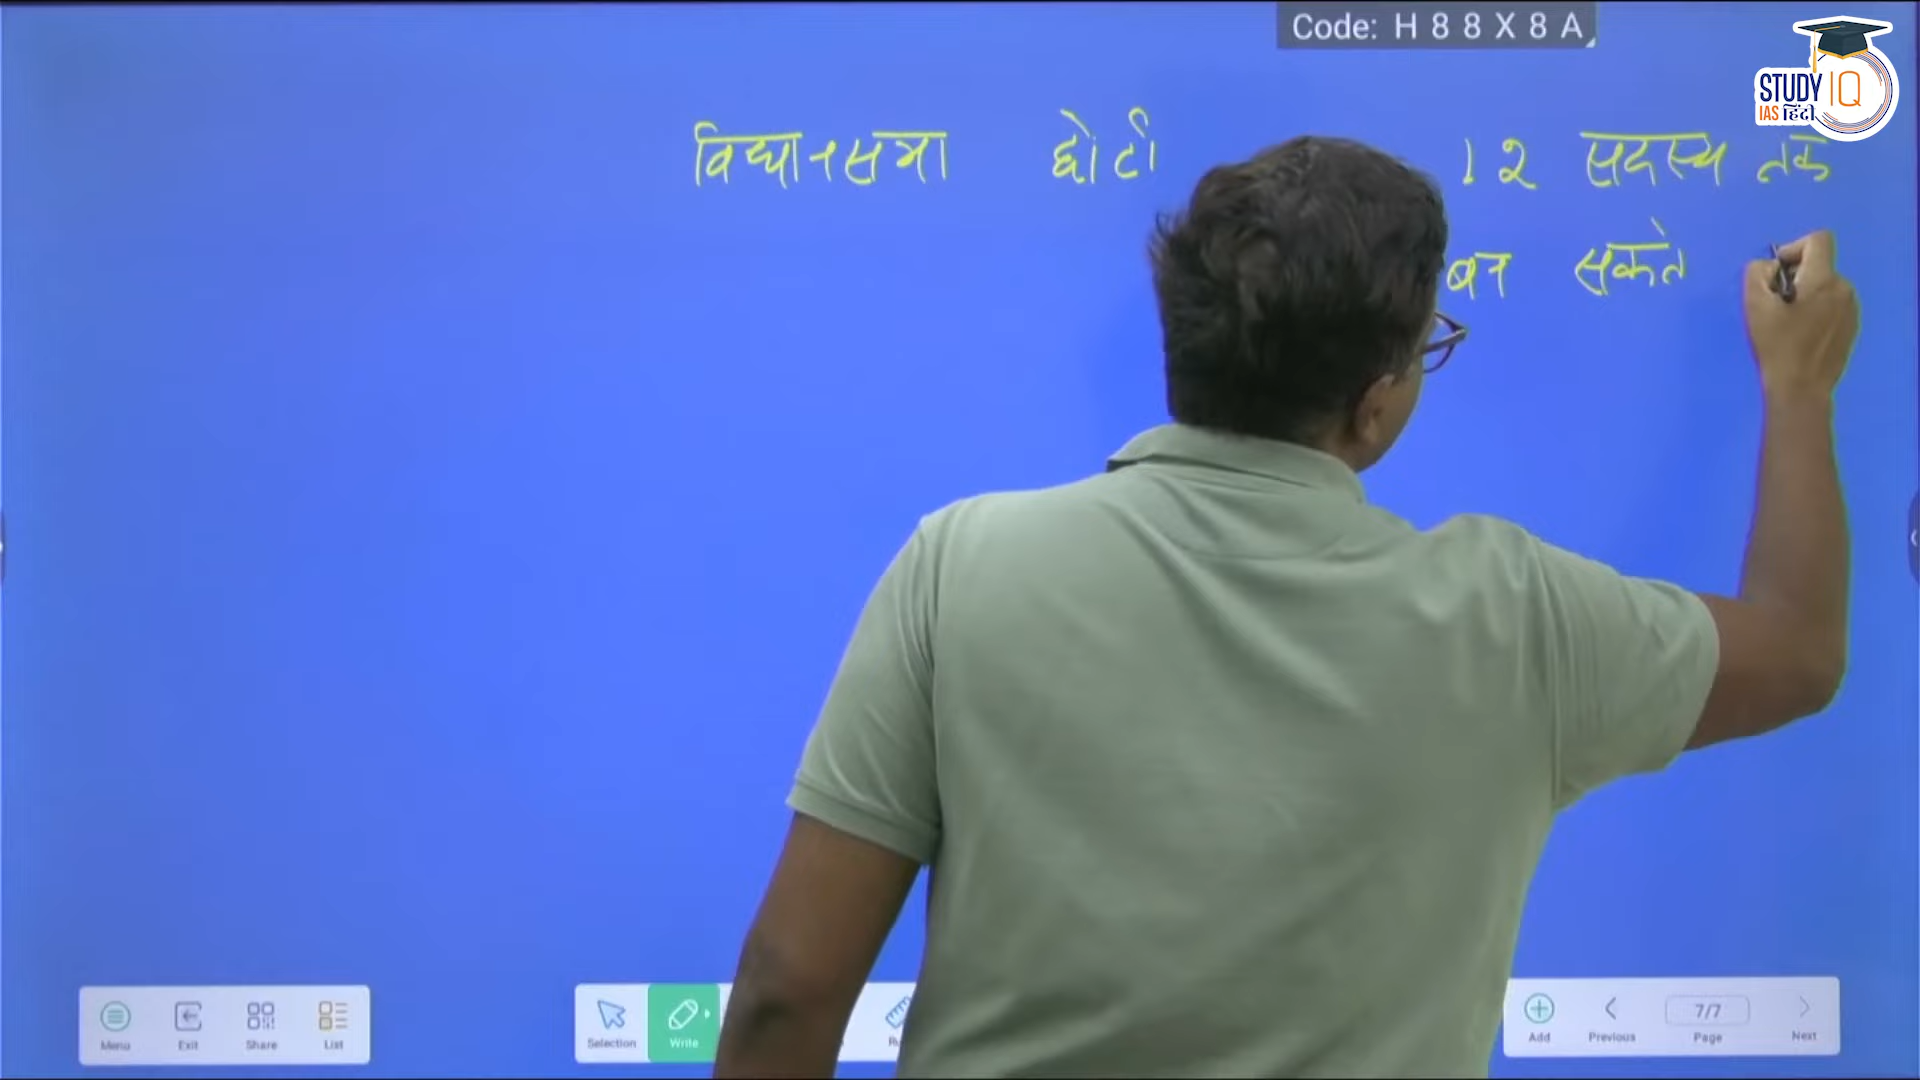 Code: H 8 8 X 8 A
STUDY IQ
IAS हिंदी
विधानसभा छोटी 12 सदस्य तक
बन सकते
Menu Exit Share List
Selection Write
Add Previous 7/7 Page Next